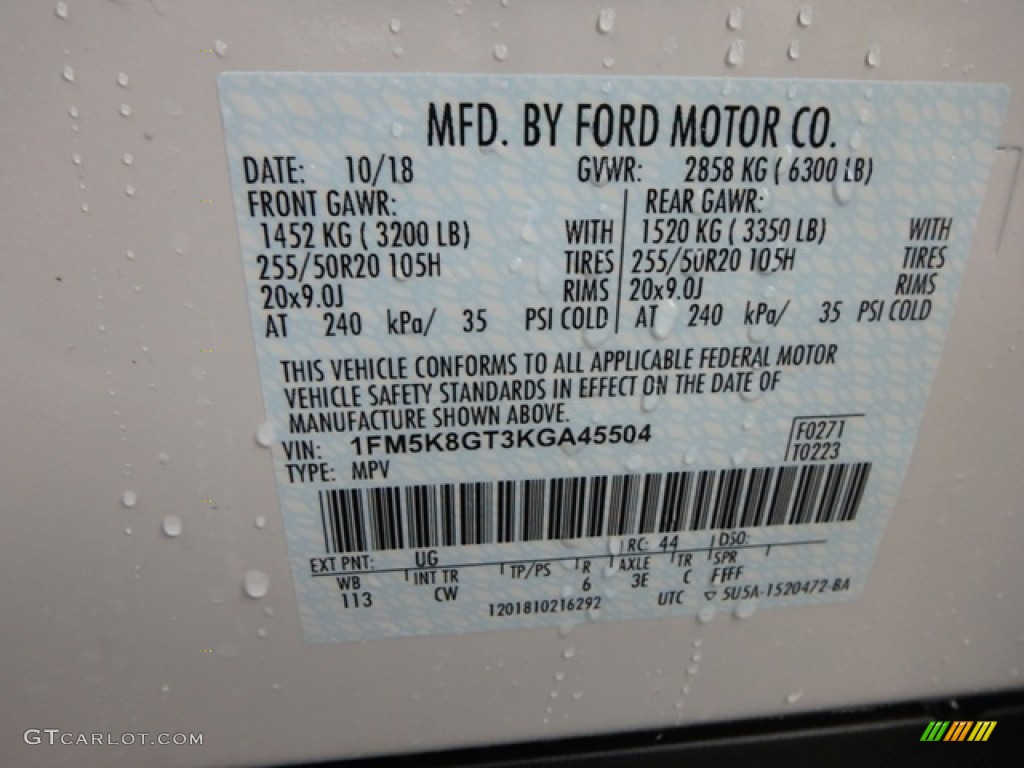 MFD. BY FORD MOTOR CO.
DATE: 10/18 GVWR: 2858 KG ( 6300 LB)
FRONT GAWR: REAR GAWR:
1452 KG ( 3200 LB) WITH 1520 KG ( 3350 LB) WITH
255/50R20 105H TIRES 255/50R20 105H TIRES
20x9.0J RIMS 20x9.0J RIMS
AT 240 kPa/ 35 PSI COLD AT 240 kPa/ 35 PSI COLD
THIS VEHICLE CONFORMS TO ALL APPLICABLE FEDERAL MOTOR
VEHICLE SAFETY STANDARDS IN EFFECT ON THE DATE OF
MANUFACTURE SHOWN ABOVE.
VIN: 1FM5K8GT3KGA45504 F0271
TYPE: MPV T0223
EXT PNT: UG RC: 44 DSO:
WB INT TR TP/PS R AXLE TR SPR
113 CW 6 3E C FFFF
1201810216292 UTC ▽ 5U5A-1520472-BA
GTCARLOT.COM